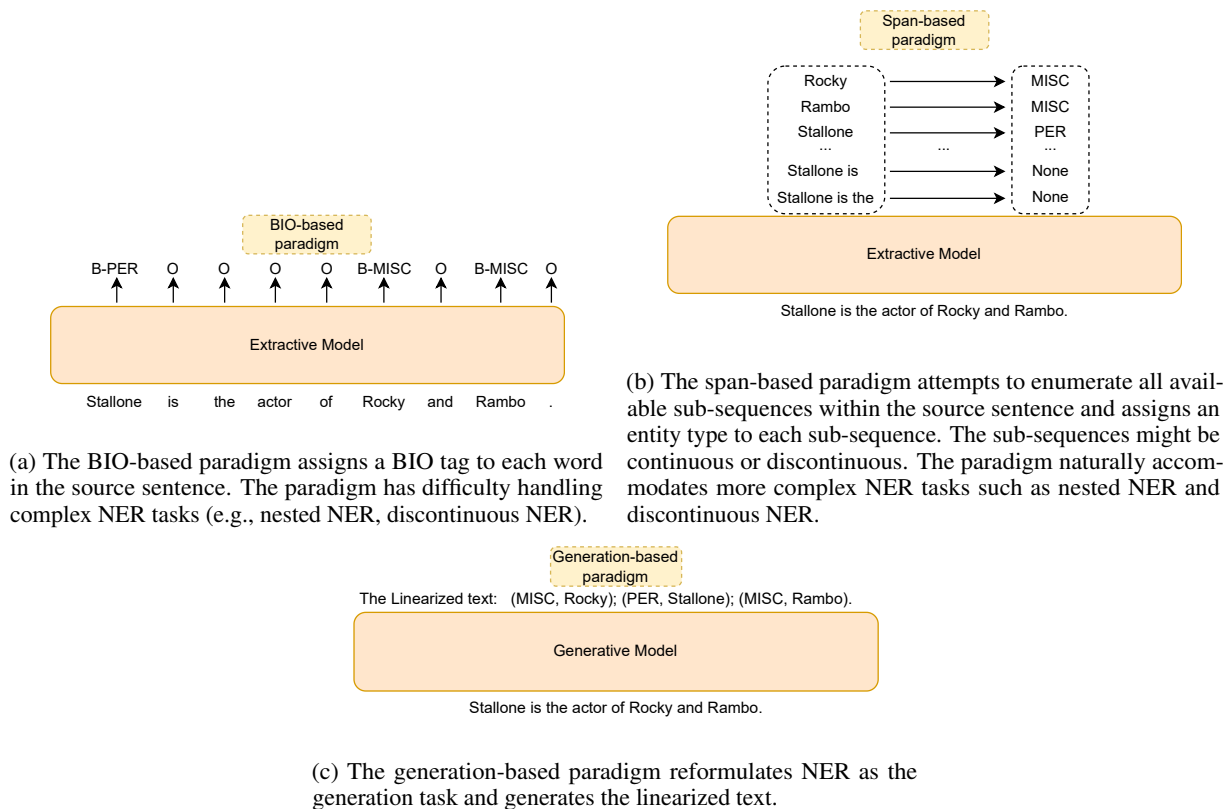 BIO-based
paradigm
B-PER O O O O B-MISC O B-MISC O
Extractive Model
Stallone is the actor of Rocky and Rambo .
(a) The BIO-based paradigm assigns a BIO tag to each word
in the source sentence. The paradigm has difficulty handling
complex NER tasks (e.g., nested NER, discontinuous NER).
Span-based
paradigm
Rocky MISC
Rambo MISC
Stallone PER
... ... ...
Stallone is None
Stallone is the None
Extractive Model
Stallone is the actor of Rocky and Rambo.
(b) The span-based paradigm attempts to enumerate all avail-
able sub-sequences within the source sentence and assigns an
entity type to each sub-sequence. The sub-sequences might be
continuous or discontinuous. The paradigm naturally accom-
modates more complex NER tasks such as nested NER and
discontinuous NER.
Generation-based
paradigm
The Linearized text: (MISC, Rocky); (PER, Stallone); (MISC, Rambo).
Generative Model
Stallone is the actor of Rocky and Rambo.
(c) The generation-based paradigm reformulates NER as the
generation task and generates the linearized text.